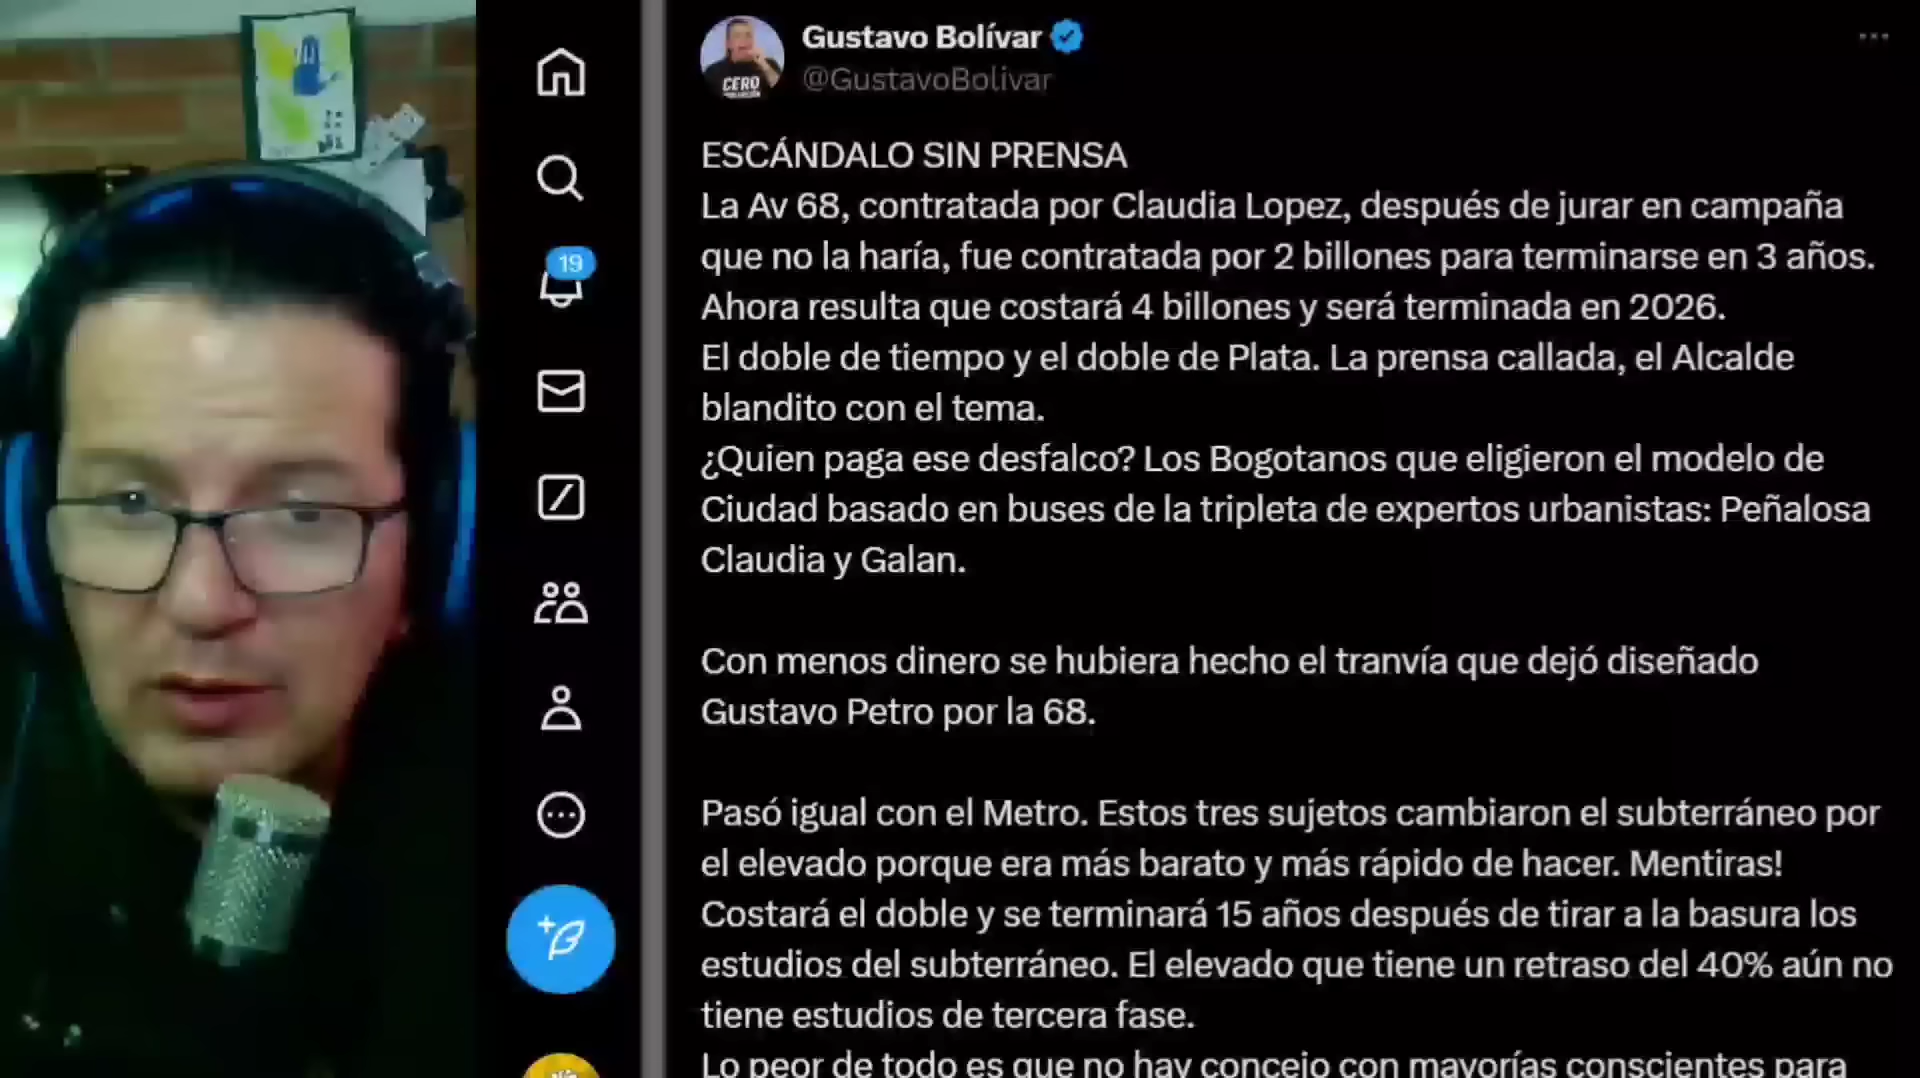 Gustavo Bolívar
@GustavoBolivar
CERO
19
ESCÁNDALO SIN PRENSA
La Av 68, contratada por Claudia Lopez, después de jurar en campaña
que no la haría, fue contratada por 2 billones para terminarse en 3 años.
Ahora resulta que costará 4 billones y será terminada en 2026.
El doble de tiempo y el doble de Plata. La prensa callada, el Alcalde
blandito con el tema.
¿Quien paga ese desfalco? Los Bogotanos que eligieron el modelo de
Ciudad basado en buses de la tripleta de expertos urbanistas: Peñalosa
Claudia y Galan.
Con menos dinero se hubiera hecho el tranvía que dejó diseñado
Gustavo Petro por la 68.
Pasó igual con el Metro. Estos tres sujetos cambiaron el subterráneo por
el elevado porque era más barato y más rápido de hacer. Mentiras!
Costará el doble y se terminará 15 años después de tirar a la basura los
estudios del subterráneo. El elevado que tiene un retraso del 40% aún no
tiene estudios de tercera fase.
Lo peor de todo es que no hay concejo con mayorías conscientes para